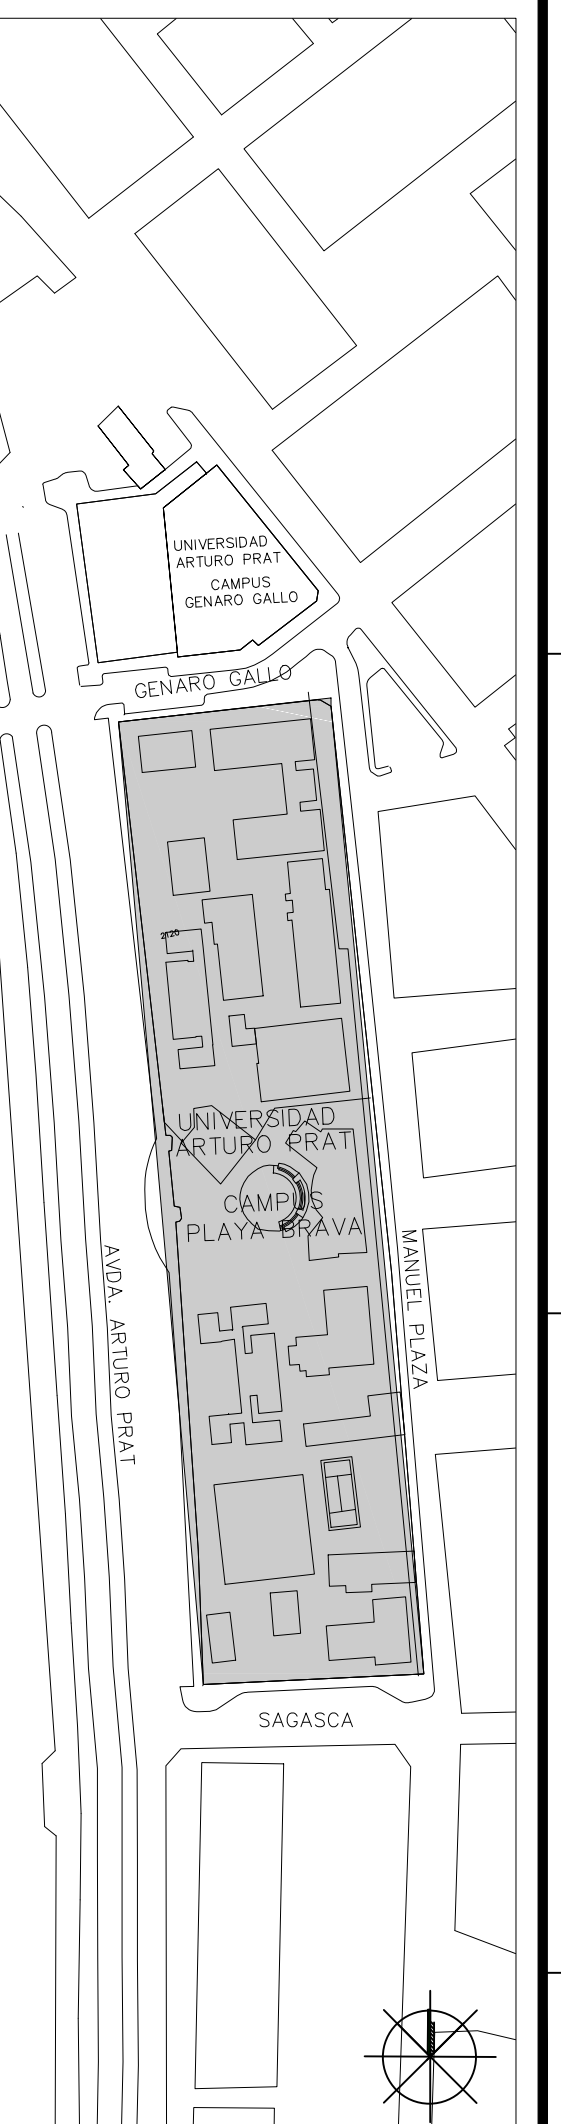 UNIVERSIDAD
ARTURO PRAT
CAMPUS
GENARO GALLO
GENARO GALLO
2120
UNIVERSIDAD
ARTURO PRAT
CAMPUS
PLAYA BRAVA
AVDA. ARTURO PRAT
MANUEL PLAZA
SAGASCA